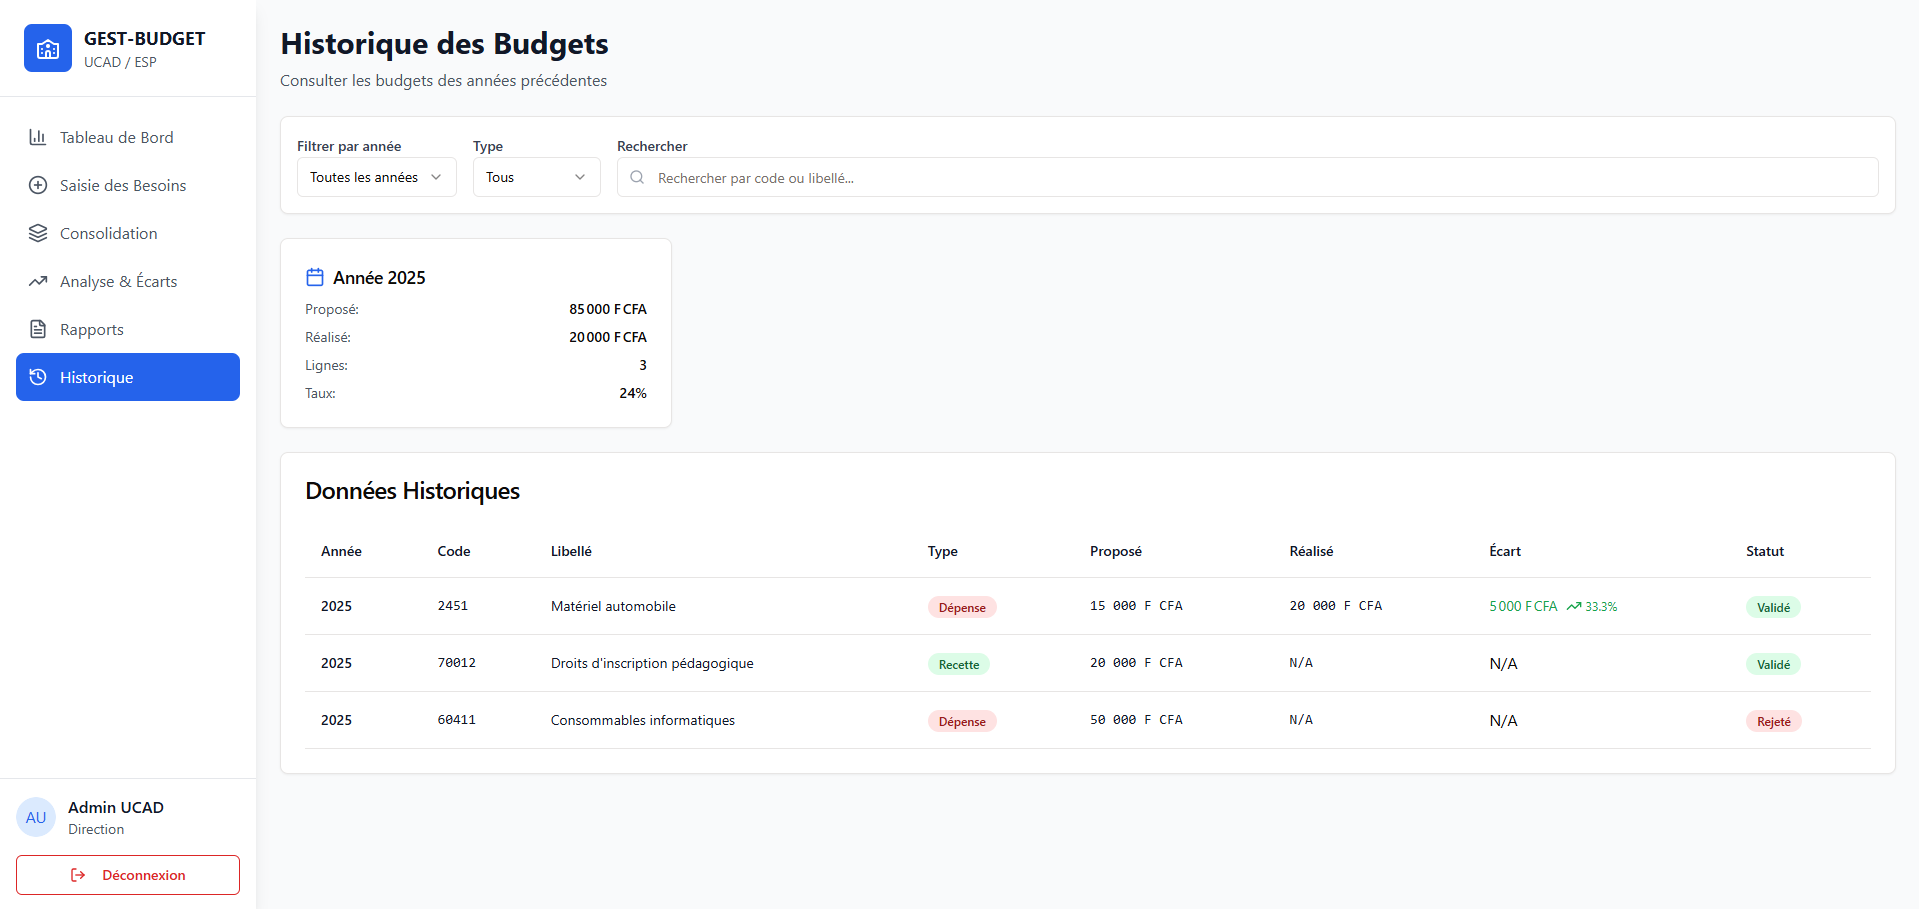 GEST-BUDGET
UCAD / ESP
Tableau de Bord
Saisie des Besoins
Consolidation
Analyse & Écarts
Rapports
Historique
Admin UCAD
AU
Direction
Déconnexion
Historique des Budgets
Consulter les budgets des années précédentes
Filtrer par année Type Rechercher
Toutes les années Tous Rechercher par code ou libellé...
Année 2025
Proposé: 85 000 F CFA
Réalisé: 20 000 F CFA
Lignes: 3
Taux: 24%
Données Historiques
Année Code Libellé Type Proposé Réalisé Écart Statut
2025 2451 Matériel automobile Dépense 15 000 F CFA 20 000 F CFA 5 000 F CFA 33.3% Validé
2025 70012 Droits d'inscription pédagogique Recette 20 000 F CFA N/A N/A Validé
2025 60411 Consommables informatiques Dépense 50 000 F CFA N/A N/A Rejeté